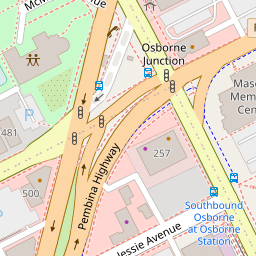 Osborne
Junction
P
481
257
500
Pembina Highway
Southbound
Osborne
at Osborne
Station
Jessie Avenue